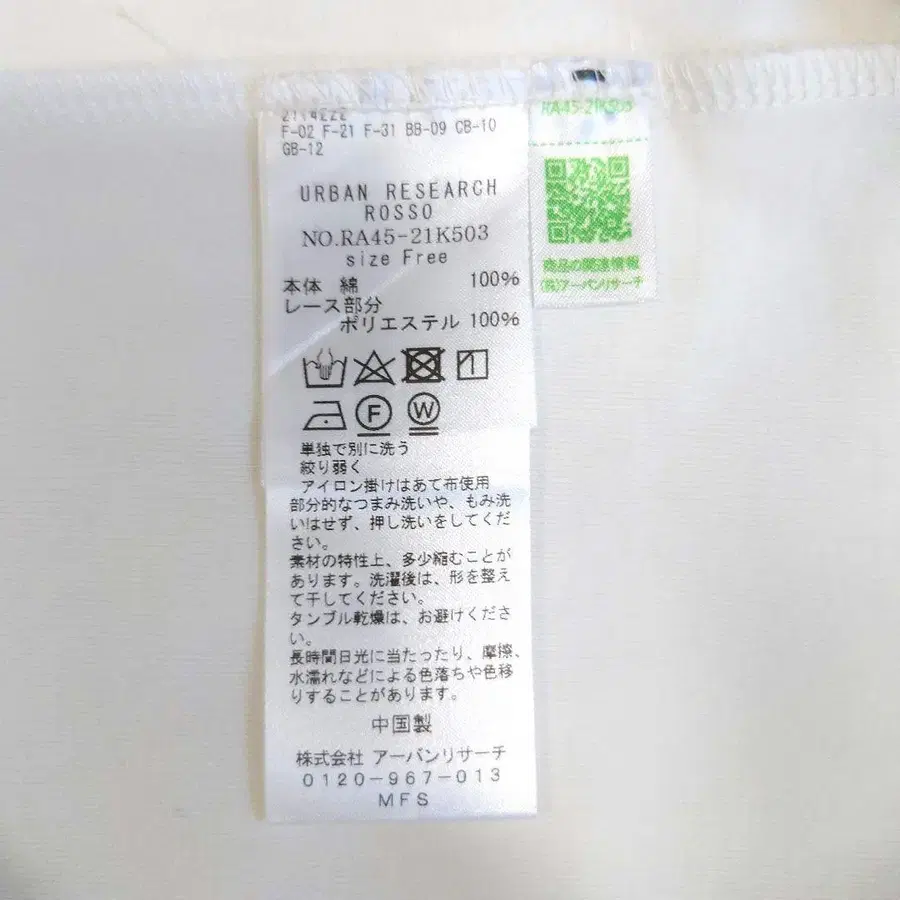 F-02 F-21 F-31 BB-09 CB-10
GB-12
URBAN RESEARCH
ROSSO
NO.RA45-21K503
size Free
本体 綿 100%
レース部分
ポリエステル 100%
F W
単独で別に洗う
絞り弱く
アイロン掛けはあて布使用
部分的なつまみ洗いや、もみ洗
いはせず、押し洗いをしてくだ
さい。
素材の特性上、多少縮むことが
あります。洗濯後は、形を整え
て干してください。
タンブル乾燥は、お避けくださ
い。
長時間日光に当たったり、摩擦、
水濡れなどによる色落ちや色移
りすることがあります。
中国製
株式会社 アーバンリサーチ
0120-967-013
MFS
RA45-21K503
商品の関連情報
(株)アーバンリサーチ